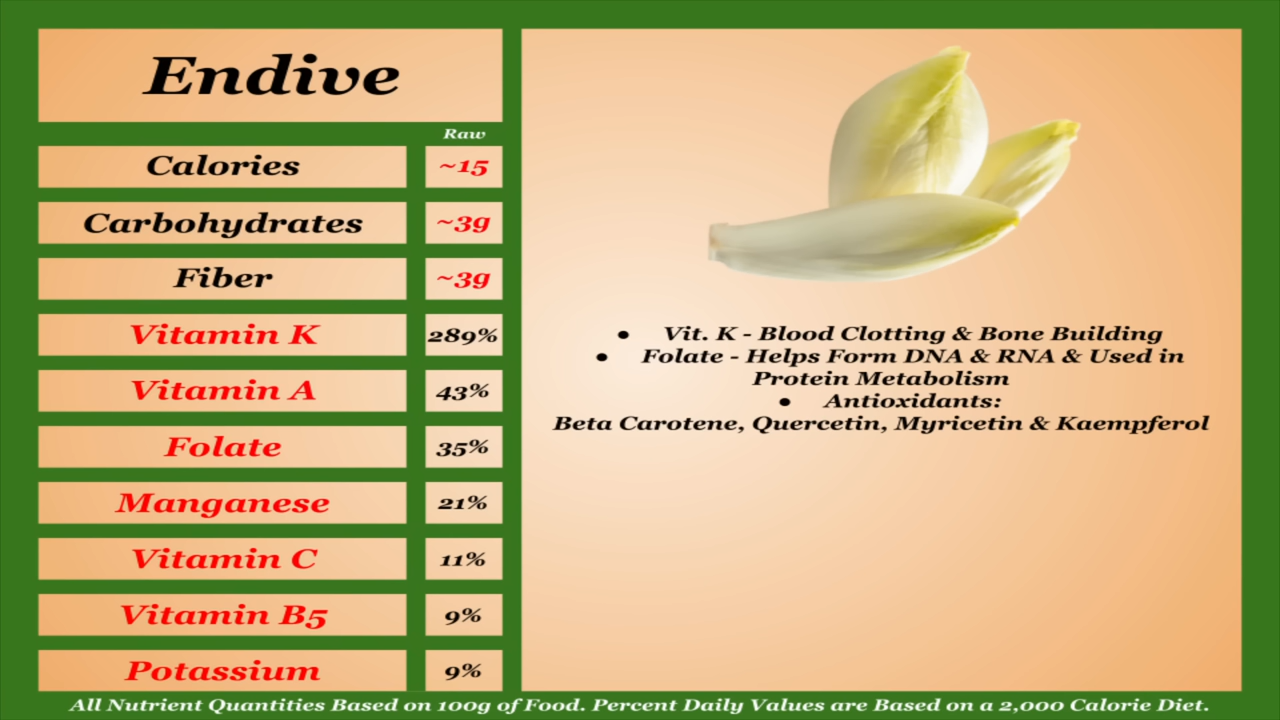 Endive
Raw
Calories ~15
Carbohydrates ~3g
Fiber ~3g
Vitamin K 289%
Vitamin A 43%
Folate 35%
Manganese 21%
Vitamin C 11%
Vitamin B5 9%
Potassium 9%
● Vit. K - Blood Clotting & Bone Building
● Folate - Helps Form DNA & RNA & Used in
Protein Metabolism
● Antioxidants:
Beta Carotene, Quercetin, Myricetin & Kaempferol
All Nutrient Quantities Based on 100g of Food. Percent Daily Values are Based on a 2,000 Calorie Diet.